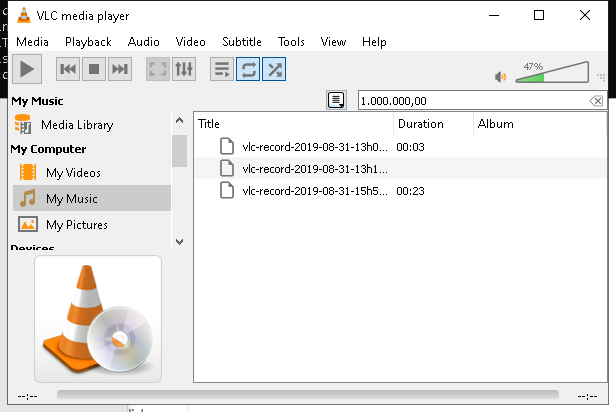 VLC media player
Media Playback Audio Video Subtitle Tools View Help
47%
My Music
1.000.000,00
Media Library
My Computer
My Videos
My Music
My Pictures
Devices
Title Duration Album
vlc-record-2019-08-31-13h0... 00:03
vlc-record-2019-08-31-13h1...
vlc-record-2019-08-31-15h5... 00:23
--:-- --:--